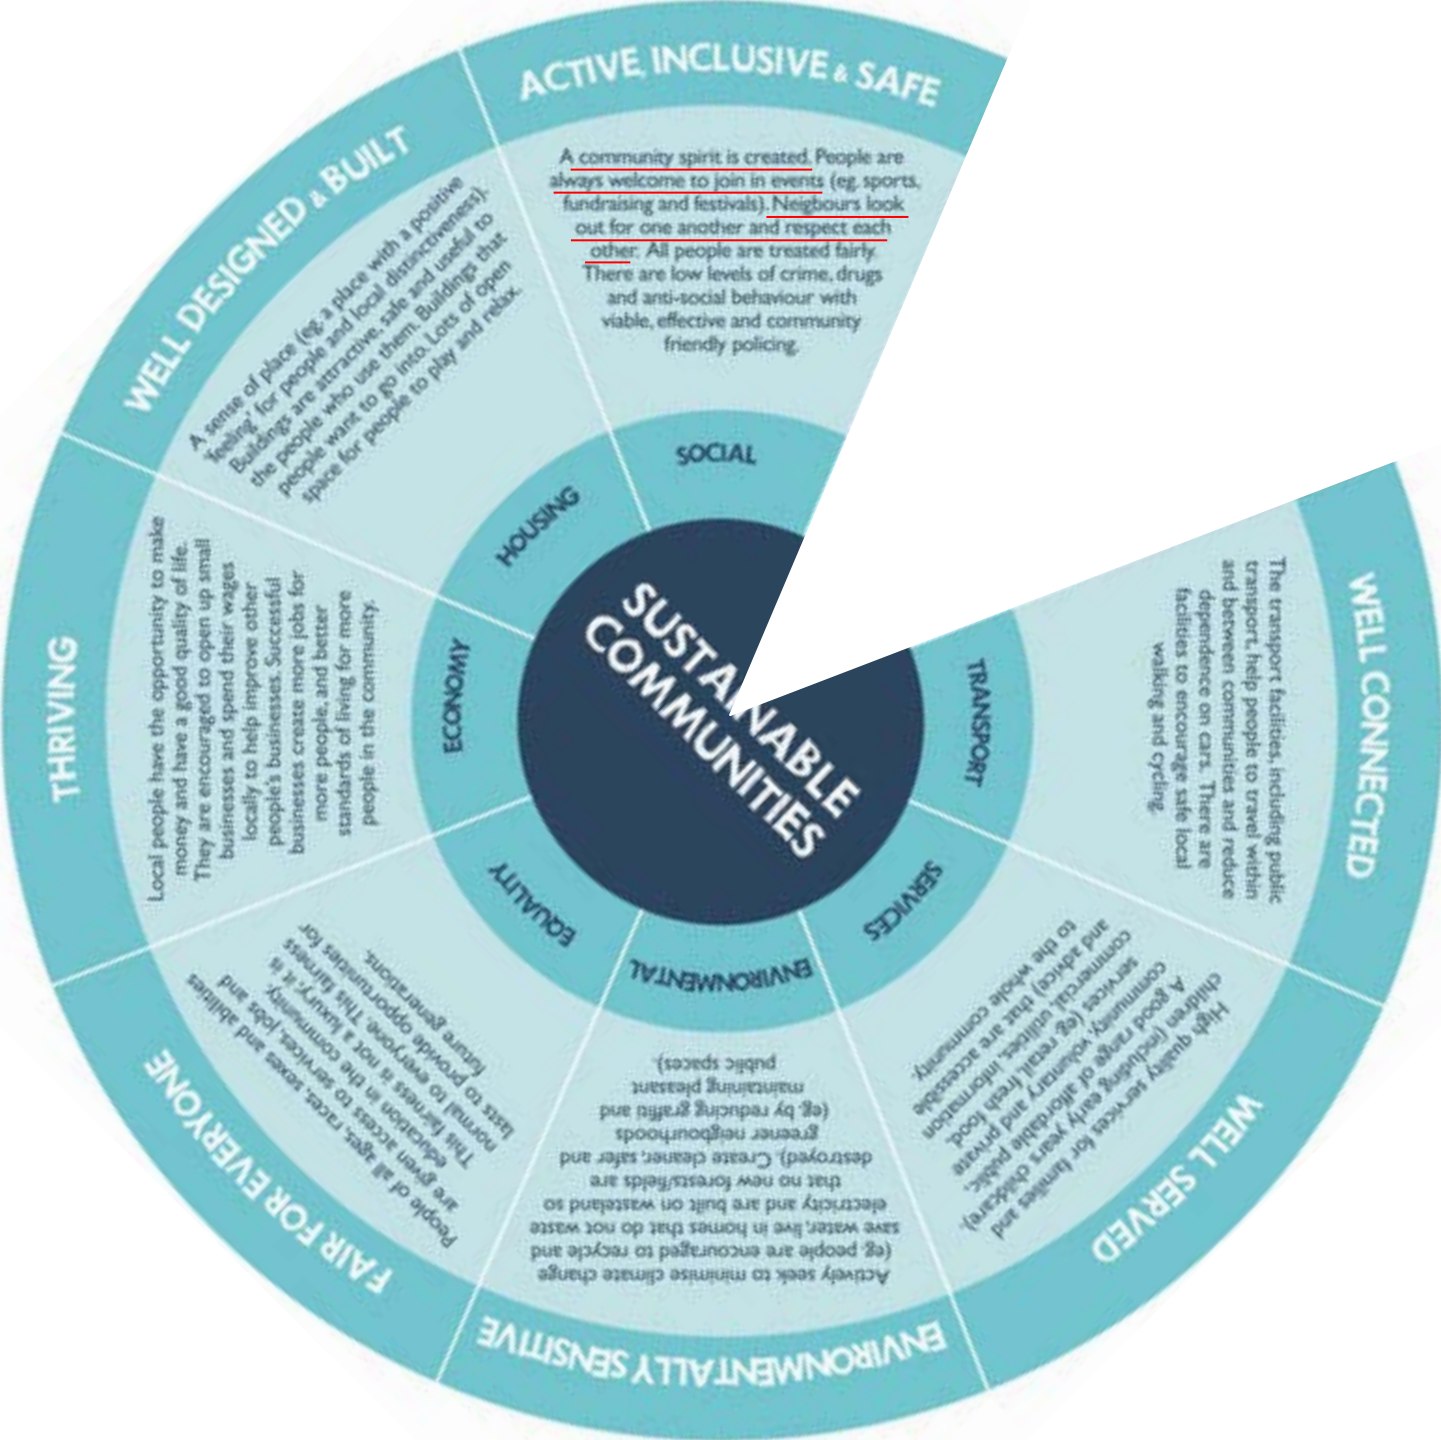 ACTIVE, INCLUSIVE & SAFE
A community spirit is created. People are
always welcome to join in events (eg. sports,
fundraising and festivals). Neigbours look
out for one another and respect each
other. All people are treated fairly.
There are low levels of crime, drugs
and anti-social behaviour with
viable, effective and community
friendly policing.
SOCIAL
WELL CONNECTED
The transport facilities, including public
transport, help people to travel within
and between communities and reduce
dependence on cars. There are
facilities to encourage safe local
walking and cycling.
TRANSPORT
WELL SERVED
High quality services for families and
children (including early years childcare).
A good range of affordable public,
community, voluntary and private
services (eg. retail, fresh food,
commercial, utilities, information
and advice) that are accessible
to the whole community.
SERVICES
ENVIRONMENTALLY SENSITIVE
Actively seek to minimise climate change
(eg. people are encouraged to recycle and
save water, live in homes that do not waste
electricity and are built on wasteland so
that no new forests/fields are
destroyed). Create cleaner, safer and
greener neigbourhoods
(eg. by reducing graffiti and
maintaining pleasant
public spaces).
ENVIRONMENTAL
FAIR FOR EVERYONE
People of all ages, races, sexes and abilities
are given access to services, jobs and
education in the community.
This fairness is not a luxury; it is
normal to everyone. This fairness
lasts to provide opportunities for
future generations.
EQUALITY
THRIVING
Local people have the opportunity to make
money and have a good quality of life.
They are encouraged to open up small
businesses and spend their wages
locally to help improve other
people's businesses. Successful
businesses create more jobs for
more people, and better
standards of living for more
people in the community.
ECONOMY
WELL DESIGNED & BUILT
A sense of place (eg. a place with a positive
'feeling' for people and local distinctiveness).
Buildings are attractive, safe and useful to
the people who use them. Buildings that
people want to go into. Lots of open
space for people to play and relax.
HOUSING
SUSTAINABLE
COMMUNITIES